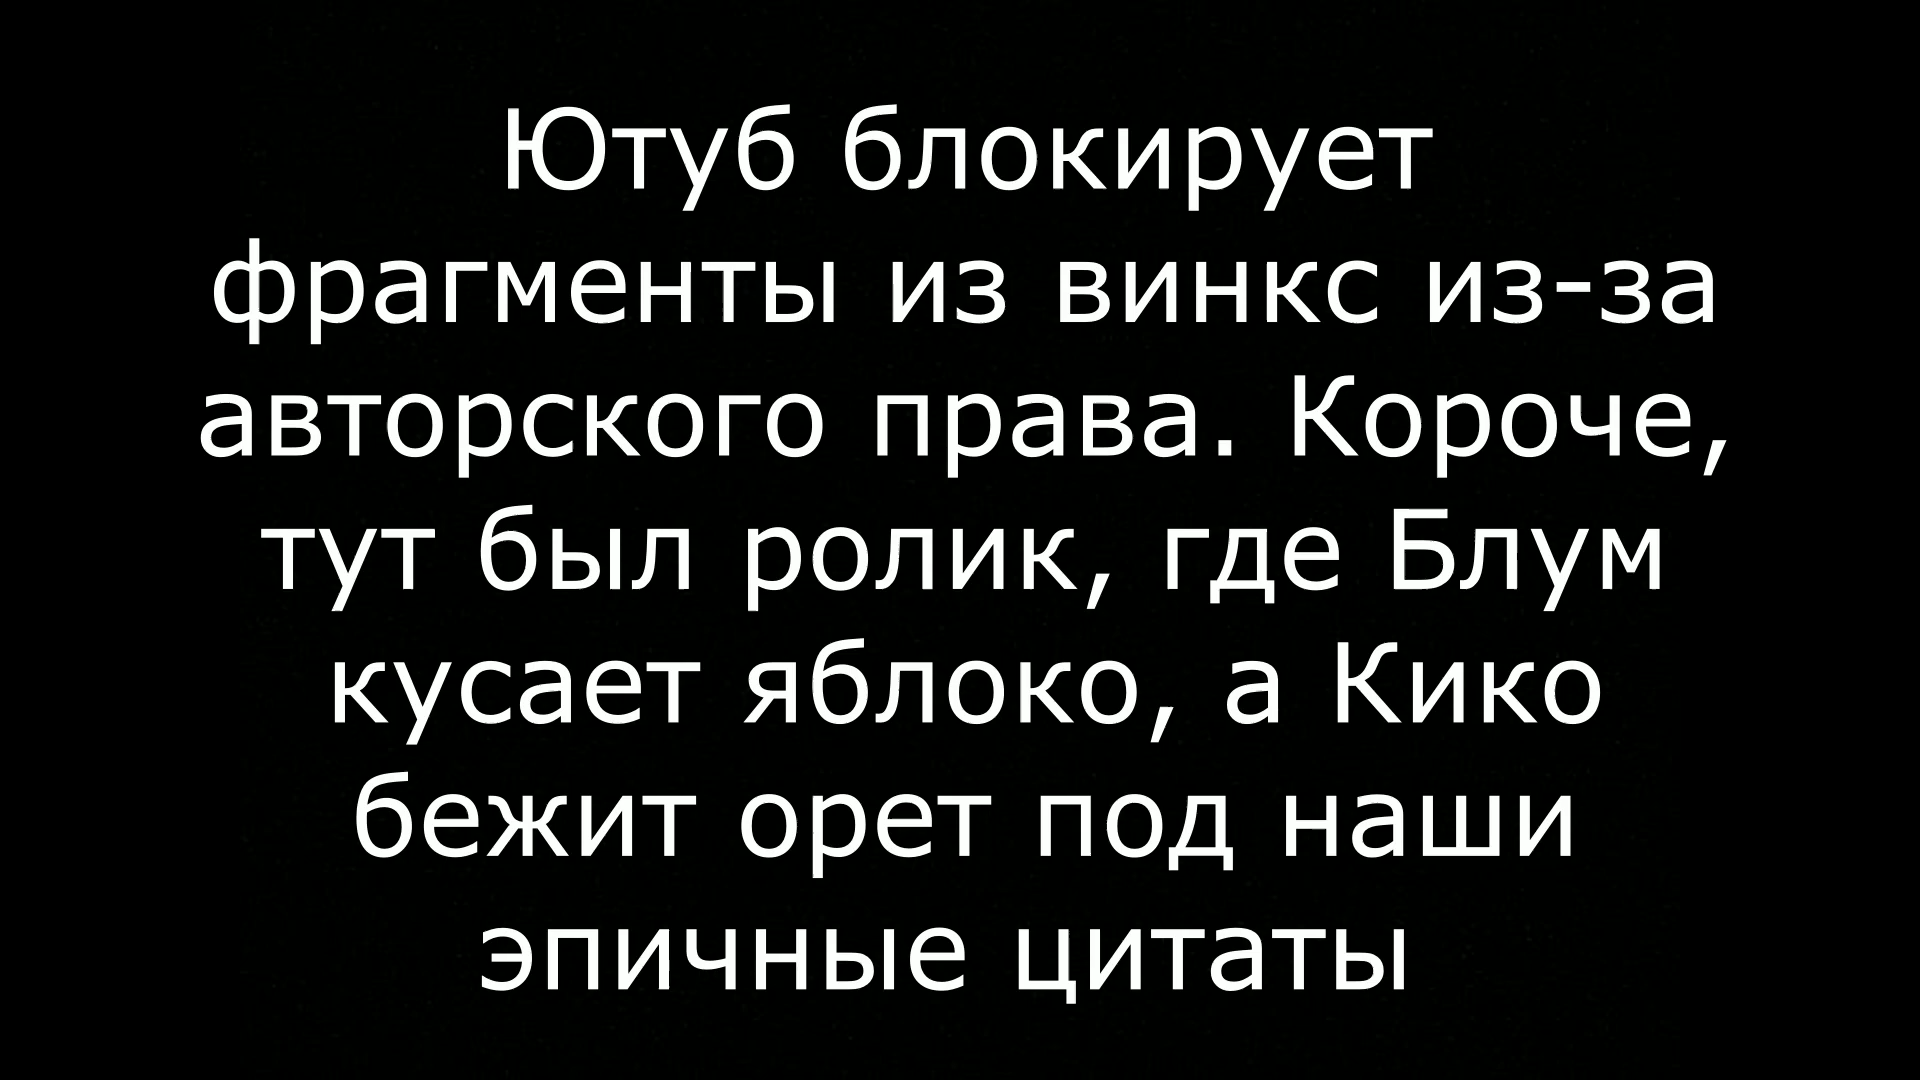 Ютуб блокирует
фрагменты из винкс из-за
авторского права. Короче,
тут был ролик, где Блум
кусает яблоко, а Кико
бежит орет под наши
эпичные цитаты